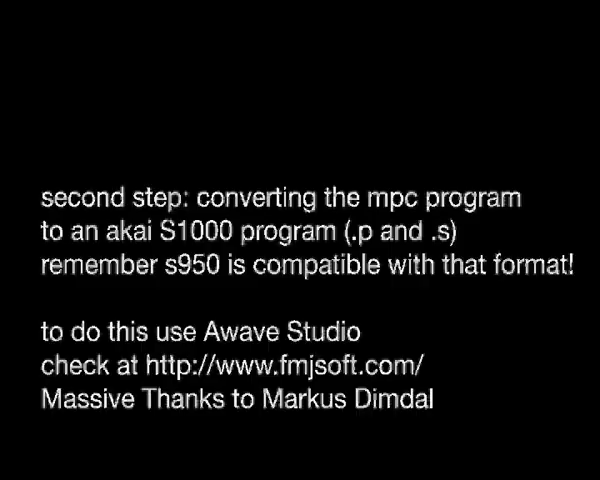 second step: converting the mpc program
to an akai S1000 program (.p and .s)
remember s950 is compatible with that format!
to do this use Awave Studio
check at http://www.fmjsoft.com/
Massive Thanks to Markus Dimdal